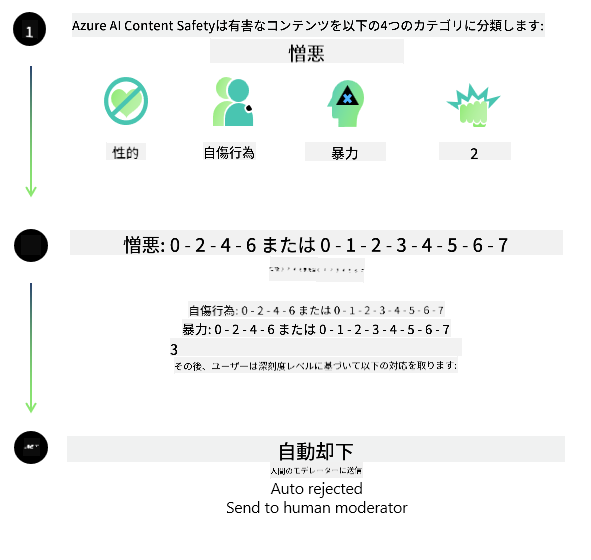 1
Azure AI Content Safetyは有害なコンテンツを以下の4つのカテゴリに分類します:
憎悪
性的
自傷行為
暴力
2
憎悪: 0 - 2 - 4 - 6 または 0 - 1 - 2 - 3 - 4 - 5 - 6 - 7
自傷行為: 0 - 2 - 4 - 6 または 0 - 1 - 2 - 3 - 4 - 5 - 6 - 7
暴力: 0 - 2 - 4 - 6 または 0 - 1 - 2 - 3 - 4 - 5 - 6 - 7
3
その後、ユーザーは深刻度レベルに基づいて以下の対応を取ります:
自動却下
人間のモデレーターに送信
Auto rejected
Send to human moderator